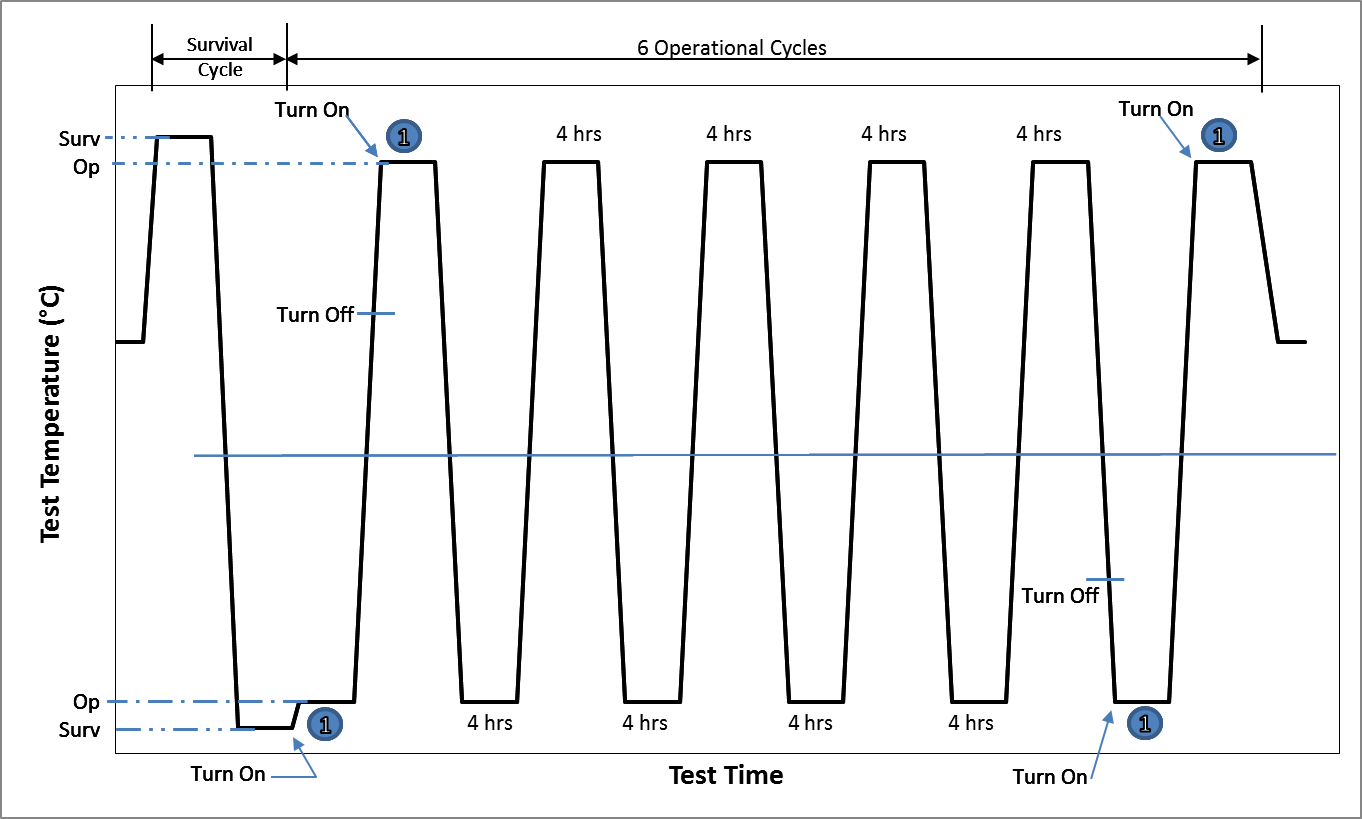 Survival
Cycle
6 Operational Cycles
Turn On
1
4 hrs
4 hrs
4 hrs
4 hrs
Turn On
1
Surv
Op
Turn Off
Test Temperature (°C)
Turn Off
Op
Surv
1
4 hrs
4 hrs
4 hrs
4 hrs
1
Turn On
Turn On
Test Time